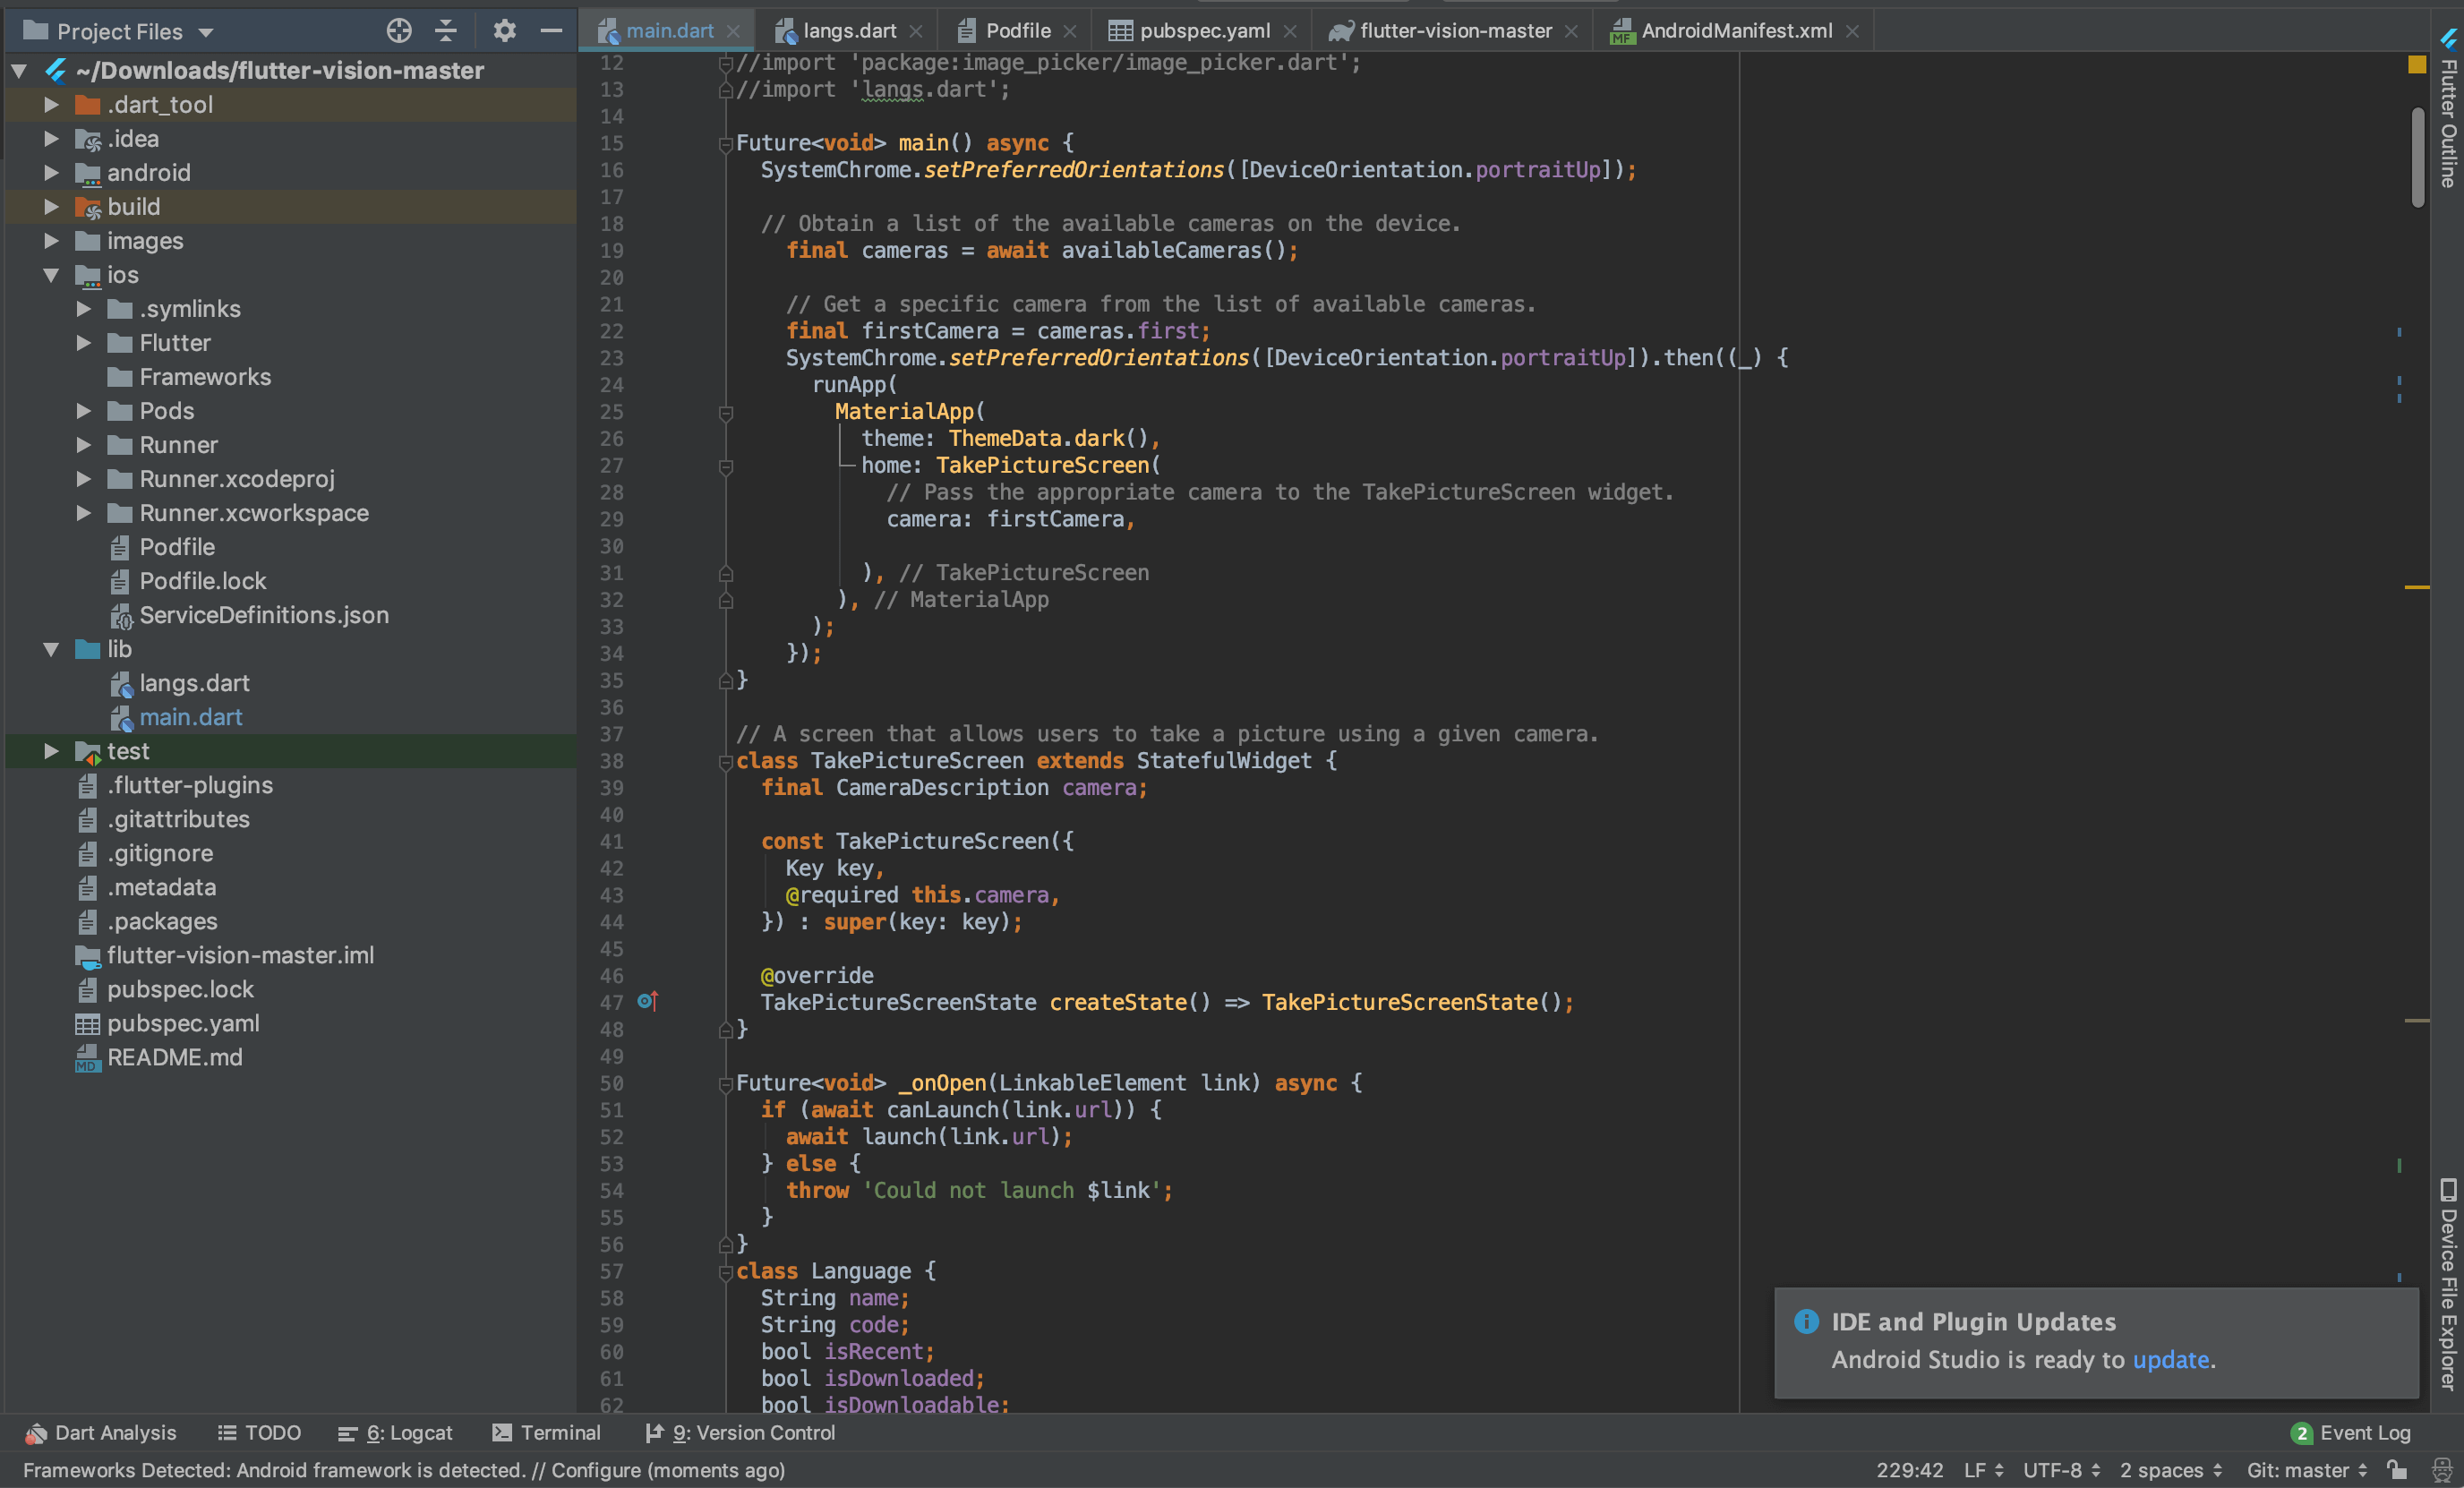 Project Files
main.dart
langs.dart
Podfile
pubspec.yaml
flutter-vision-master
AndroidManifest.xml
~/Downloads/flutter-vision-master
.dart_tool
.idea
android
build
images
ios
.symlinks
Flutter
Frameworks
Pods
Runner
Runner.xcodeproj
Runner.xcworkspace
Podfile
Podfile.lock
ServiceDefinitions.json
lib
langs.dart
main.dart
test
.flutter-plugins
.gitattributes
.gitignore
.metadata
.packages
flutter-vision-master.iml
pubspec.lock
pubspec.yaml
README.md
12 //import 'package:image_picker/image_picker.dart';
13 //import 'langs.dart';
14
15 Future<void> main() async {
16 SystemChrome.setPreferredOrientations([DeviceOrientation.portraitUp]);
17
18 // Obtain a list of the available cameras on the device.
19 final cameras = await availableCameras();
20
21 // Get a specific camera from the list of available cameras.
22 final firstCamera = cameras.first;
23 SystemChrome.setPreferredOrientations([DeviceOrientation.portraitUp]).then((_) {
24 runApp(
25 MaterialApp(
26 theme: ThemeData.dark(),
27 home: TakePictureScreen(
28 // Pass the appropriate camera to the TakePictureScreen widget.
29 camera: firstCamera,
30
31 ), // TakePictureScreen
32 ), // MaterialApp
33 );
34 });
35 }
36
37 // A screen that allows users to take a picture using a given camera.
38 class TakePictureScreen extends StatefulWidget {
39 final CameraDescription camera;
40
41 const TakePictureScreen({
42 Key key,
43 @required this.camera,
44 }) : super(key: key);
45
46 @override
47 TakePictureScreenState createState() => TakePictureScreenState();
48 }
49
50 Future<void> _onOpen(LinkableElement link) async {
51 if (await canLaunch(link.url)) {
52 await launch(link.url);
53 } else {
54 throw 'Could not launch $link';
55 }
56 }
57 class Language {
58 String name;
59 String code;
60 bool isRecent;
61 bool isDownloaded;
62 bool isDownloadable;
Flutter Outline
Device File Explorer
IDE and Plugin Updates
Android Studio is ready to update.
Dart Analysis
TODO
6: Logcat
Terminal
9: Version Control
2 Event Log
Frameworks Detected: Android framework is detected. // Configure (moments ago)
229:42 LF UTF-8 2 spaces Git: master